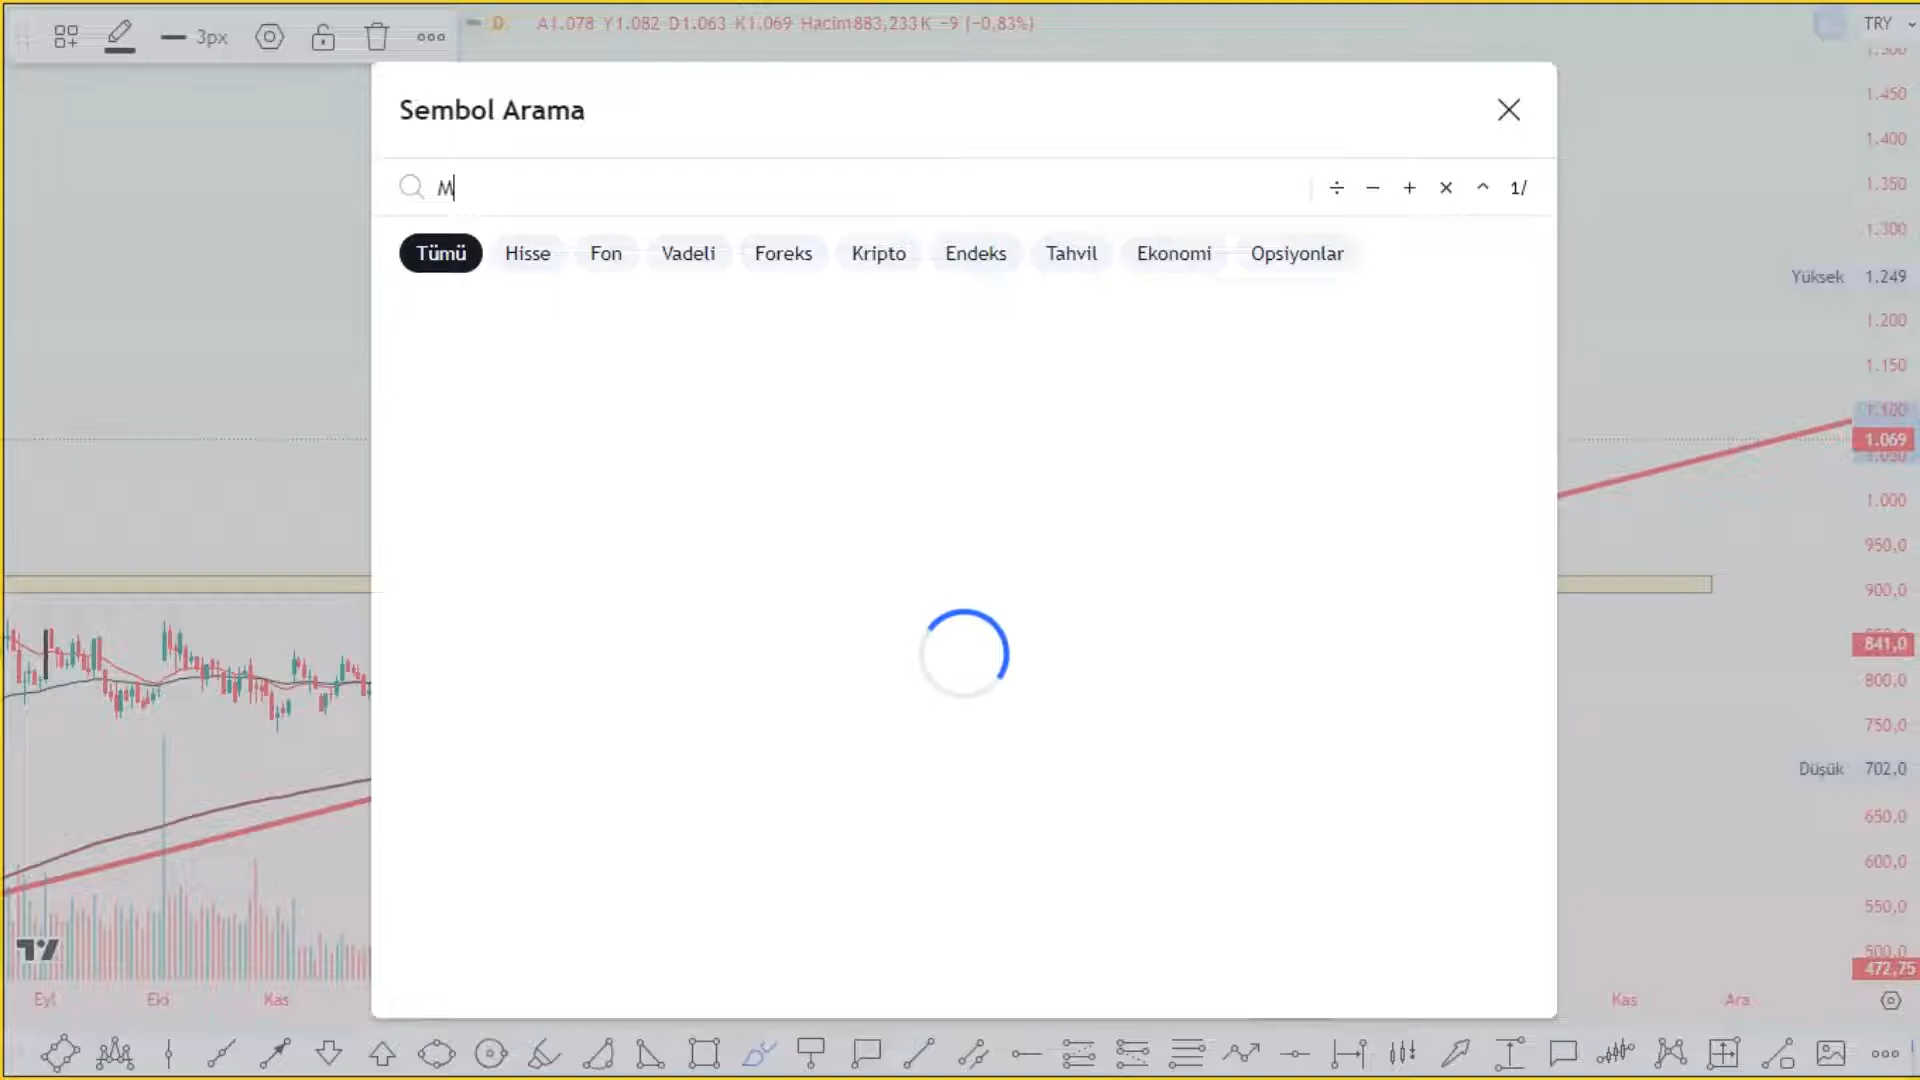 3px
D A1.078 Y1.082 D1.063 K1.069 Hacim883,233K −9 (−0,83%)
TRY
Sembol Arama
M
÷ − + × ^ 1/
Tümü Hisse Fon Vadeli Foreks Kripto Endeks Tahvil Ekonomi Opsiyonlar
1.450
1.400
1.350
1.300
Yüksek 1.249
1.200
1.150
1.100
1.069
1.050
1.000
950,0
900,0
841,0
800,0
750,0
Düşük 702,0
650,0
600,0
550,0
500,0
472,75
Eyl Eki Kas Kas Ara